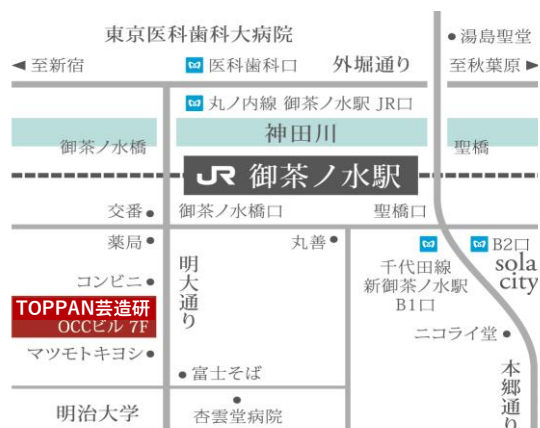 東京医科歯科大病院
湯島聖堂
至新宿
医科歯科口
外堀通り
至秋葉原
丸ノ内線 御茶ノ水駅 JR口
神田川
御茶ノ水橋
聖橋
JR 御茶ノ水駅
交番
御茶ノ水橋口
聖橋口
薬局
丸善
B2口
明大通り
千代田線
新御茶ノ水駅
B1口
sola
city
コンビニ
TOPPAN芸造研
OCCビル 7F
ニコライ堂
マツモトキヨシ
富士そば
本郷通り
明治大学
杏雲堂病院